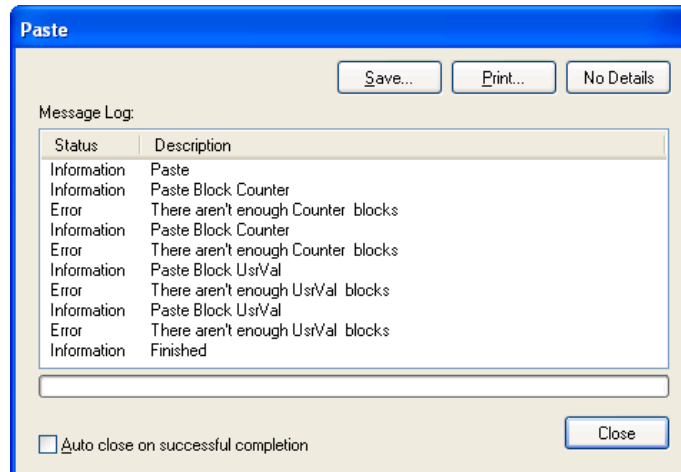 Paste
Save... Print... No Details
Message Log:
Status Description
Information Paste
Information Paste Block Counter
Error There aren't enough Counter blocks
Information Paste Block Counter
Error There aren't enough Counter blocks
Information Paste Block UsrVal
Error There aren't enough UsrVal blocks
Information Paste Block UsrVal
Error There aren't enough UsrVal blocks
Information Finished
Close
Auto close on successful completion